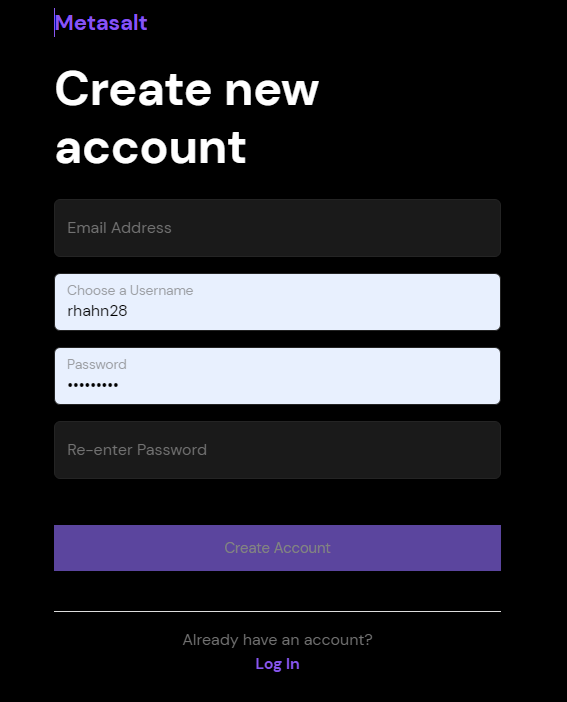 Metasalt
Create new
account
Email Address
Choose a Username
rhahn28
Password
•••••••••
Re-enter Password
Create Account
Already have an account?
Log In